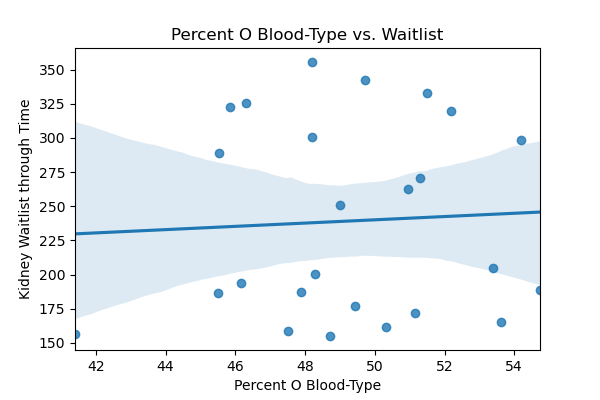 Percent O Blood-Type vs. Waitlist
350
325
300
275
250
225
200
175
150
Kidney Waitlist through Time
42 44 46 48 50 52 54
Percent O Blood-Type